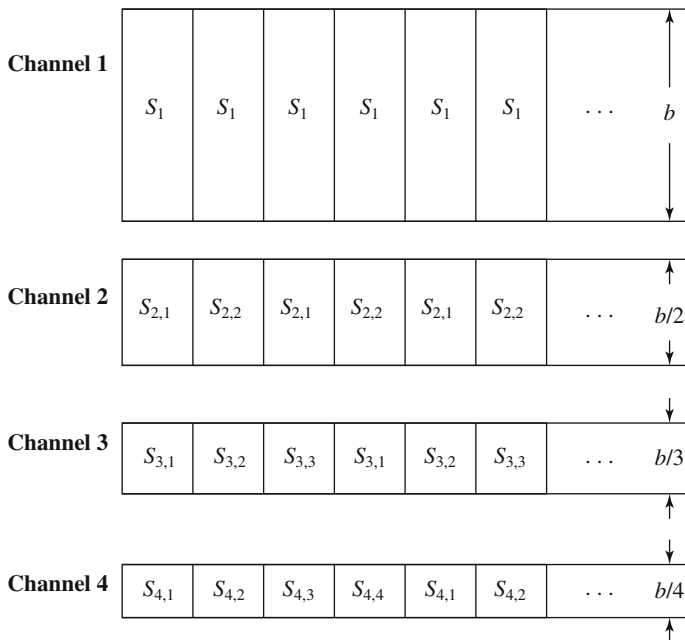 Channel 1
S₁ S₁ S₁ S₁ S₁ S₁ . . . b
Channel 2
S₂,₁ S₂,₂ S₂,₁ S₂,₂ S₂,₁ S₂,₂ . . . b/2
Channel 3
S₃,₁ S₃,₂ S₃,₃ S₃,₁ S₃,₂ S₃,₃ . . . b/3
Channel 4
S₄,₁ S₄,₂ S₄,₃ S₄,₄ S₄,₁ S₄,₂ . . . b/4